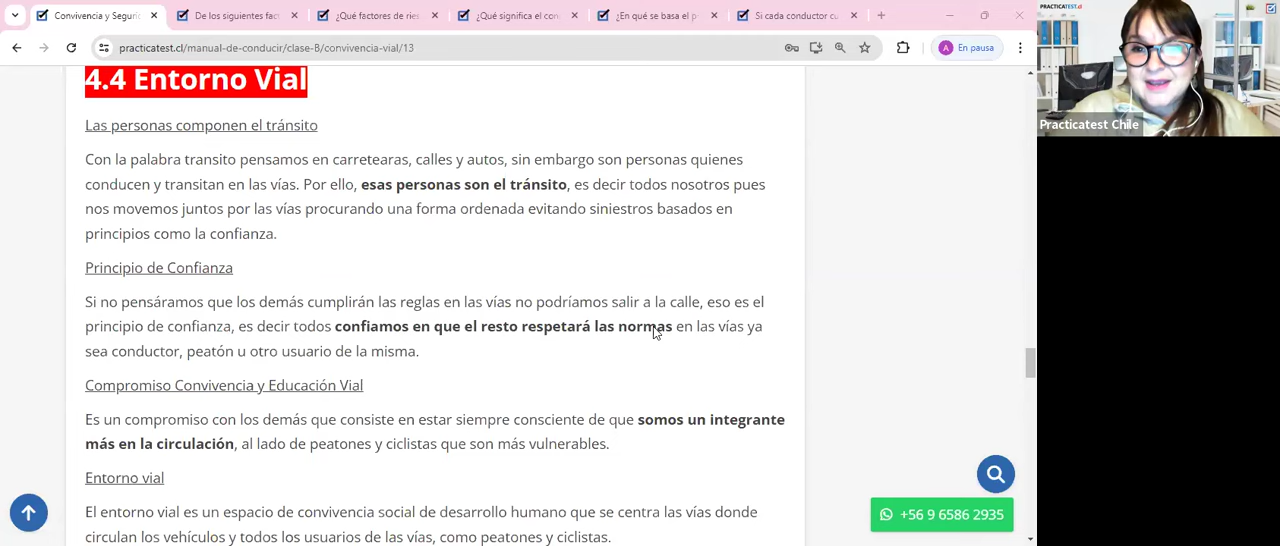 Convivencia y Segurid
De los siguientes fact
¿Qué factores de ries
¿Qué significa el con
¿En qué se basa el p
Si cada conductor cu
practicatest.cl/manual-de-conducir/clase-B/convivencia-vial/13
A En pausa
PRACTICATEST.cl
Practicatest Chile
4.4 Entorno Vial
Las personas componen el tránsito
Con la palabra transito pensamos en carretearas, calles y autos, sin embargo son personas quienes
conducen y transitan en las vías. Por ello, esas personas son el tránsito, es decir todos nosotros pues
nos movemos juntos por las vías procurando una forma ordenada evitando siniestros basados en
principios como la confianza.
Principio de Confianza
Si no pensáramos que los demás cumplirán las reglas en las vías no podríamos salir a la calle, eso es el
principio de confianza, es decir todos confiamos en que el resto respetará las normas en las vías ya
sea conductor, peatón u otro usuario de la misma.
Compromiso Convivencia y Educación Vial
Es un compromiso con los demás que consiste en estar siempre consciente de que somos un integrante
más en la circulación, al lado de peatones y ciclistas que son más vulnerables.
Entorno vial
El entorno vial es un espacio de convivencia social de desarrollo humano que se centra las vías donde
circulan los vehículos y todos los usuarios de las vías, como peatones y ciclistas.
+56 9 6586 2935